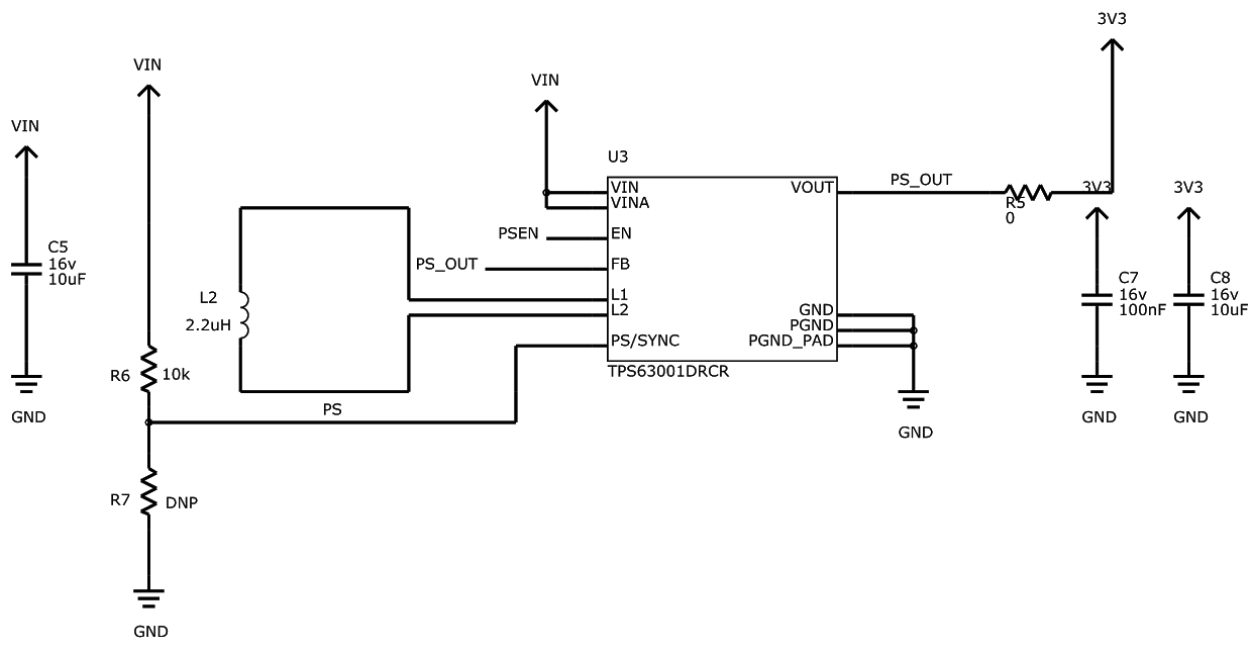 3V3
VIN
VIN
VIN
U3
VIN
VINA
EN
FB
L1
L2
PS/SYNC
VOUT
GND
PGND
PGND_PAD
TPS63001DRCR
PSEN
PS_OUT
PS_OUT
R5
0
3V3
3V3
C5
16v
10uF
GND
L2
2.2uH
R6
10k
PS
R7
DNP
GND
GND
C7
16v
100nF
GND
C8
16v
10uF
GND